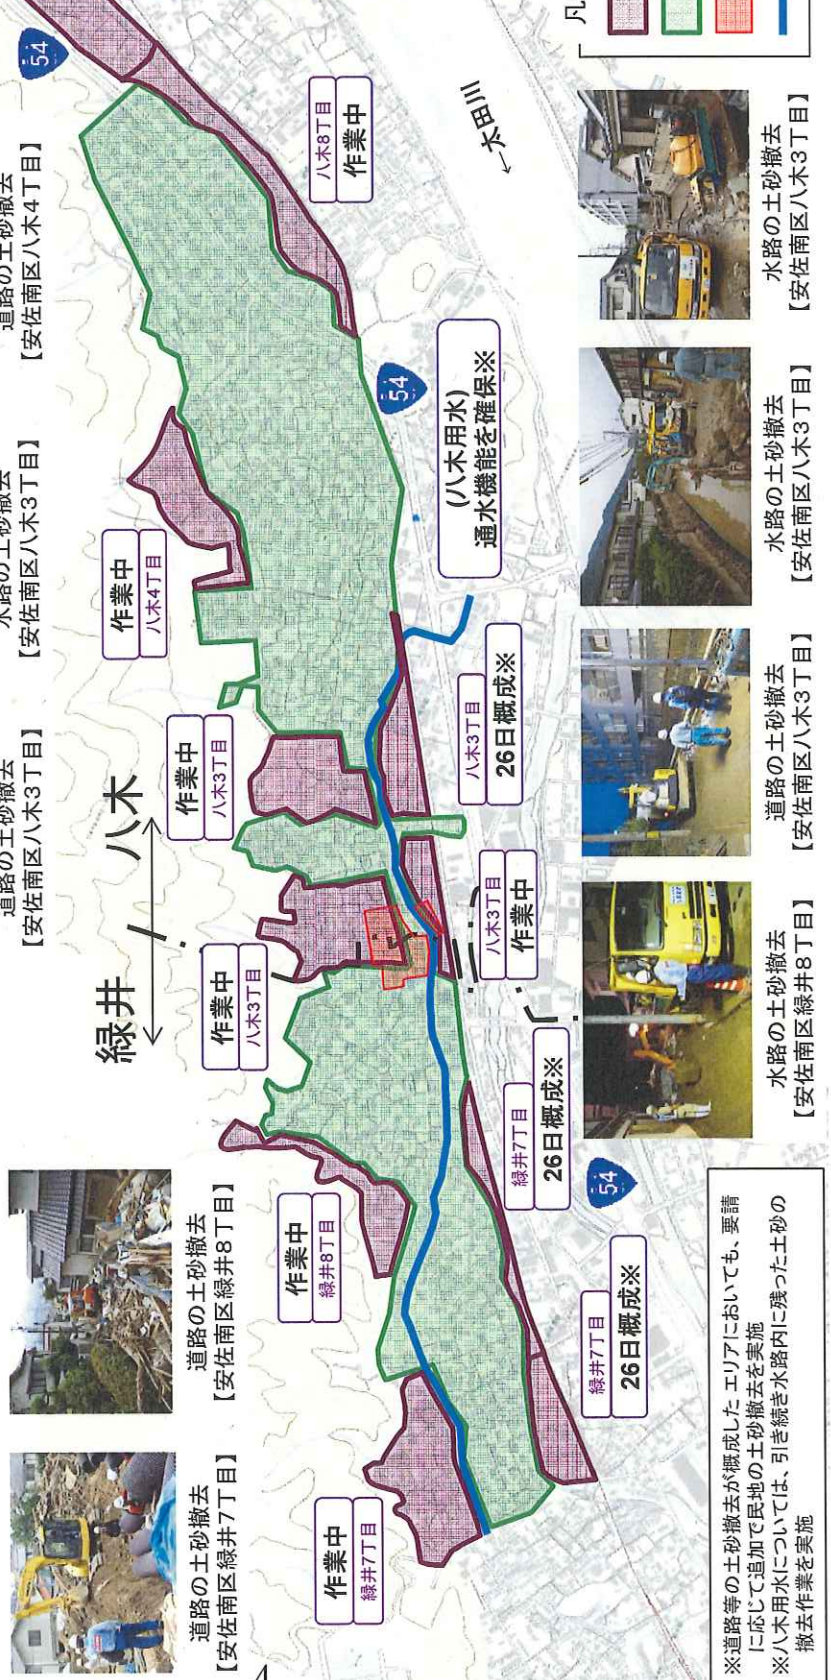 4
道路の土砂撤去
【安佐南区緑井7丁目】
道路の土砂撤去
【安佐南区緑井8丁目】
道路の土砂撤去
【安佐南区八木3丁目】
水路の土砂撤去
【安佐南区八木3丁目】
道路の土砂撤去
【安佐南区八木4丁目】
54
緑井
八木
作業中
緑井7丁目
作業中
緑井8丁目
作業中
八木3丁目
作業中
八木3丁目
作業中
八木4丁目
八木8丁目
作業中
←太田川
54
(八木用水)
通水機能を確保※
八木3丁目
26日概成※
八木3丁目
作業中
緑井7丁目
26日概成※
54
緑井7丁目
26日概成※
水路の土砂撤去
【安佐南区緑井8丁目】
道路の土砂撤去
【安佐南区八木3丁目】
水路の土砂撤去
【安佐南区八木3丁目】
水路の土砂撤去
【安佐南区八木3丁目】
凡
※道路等の土砂撤去が概成した エリアにおいても、要請
に応じて追加で民地の土砂撤去を実施
※八木用水については、引き続き水路内に残った土砂の
撤去作業を実施